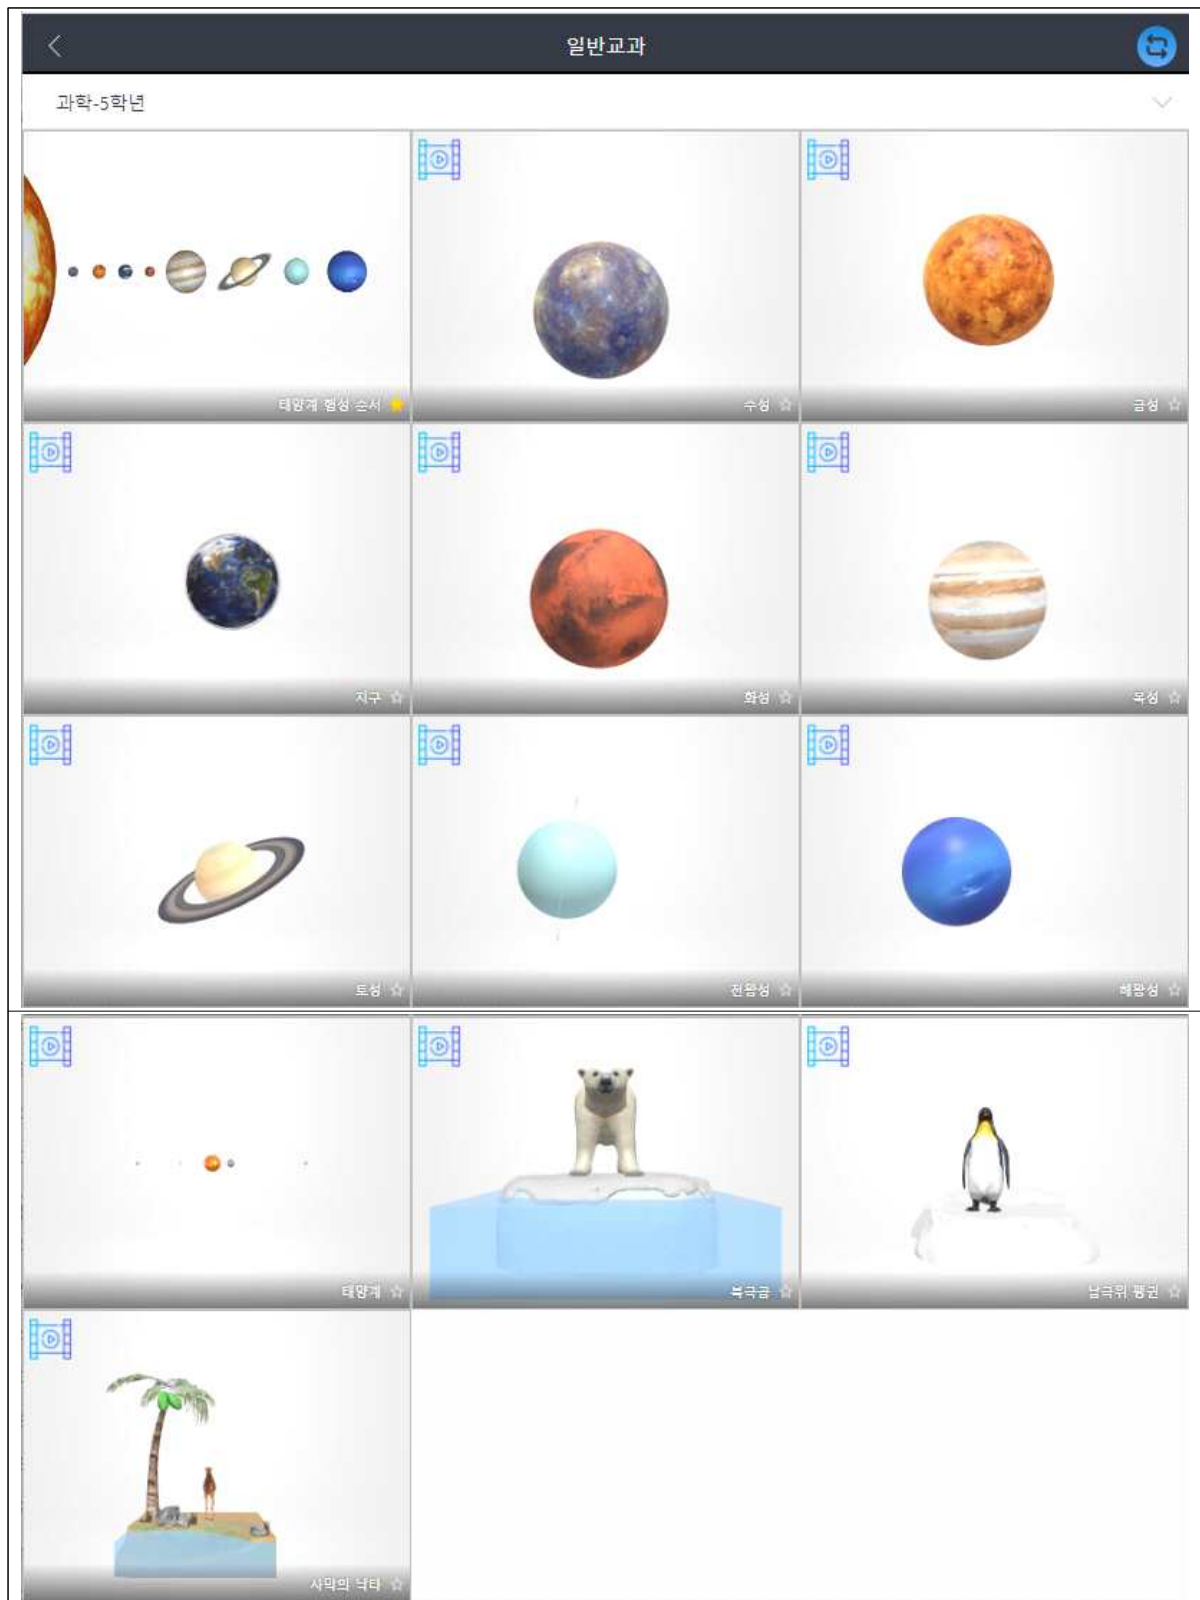 일반교과
과학-5학년
태양계 행성 순서
수성
금성
지구
화성
목성
토성
천왕성
해왕성
태양계
북극곰
남극위 펭귄
사막의 낙타